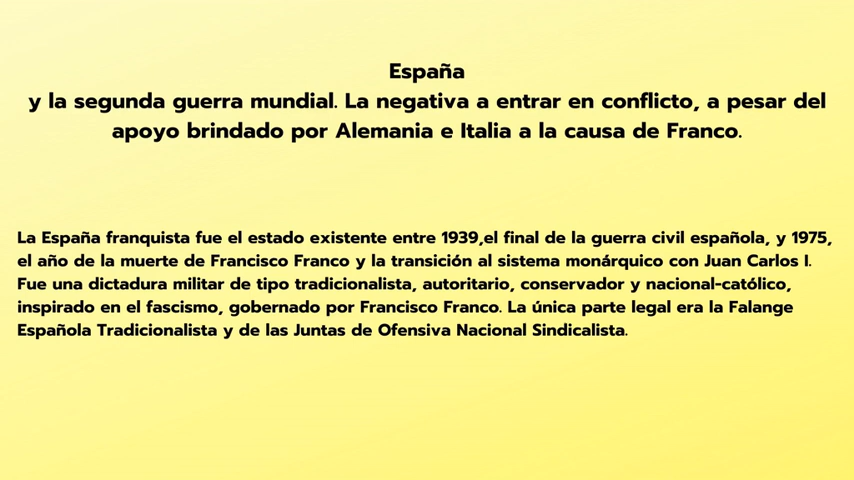 España
y la segunda guerra mundial. La negativa a entrar en conflicto, a pesar del
apoyo brindado por Alemania e Italia a la causa de Franco.
La España franquista fue el estado existente entre 1939,el final de la guerra civil española, y 1975,
el año de la muerte de Francisco Franco y la transición al sistema monárquico con Juan Carlos I.
Fue una dictadura militar de tipo tradicionalista, autoritario, conservador y nacional-católico,
inspirado en el fascismo, gobernado por Francisco Franco. La única parte legal era la Falange
Española Tradicionalista y de las Juntas de Ofensiva Nacional Sindicalista.